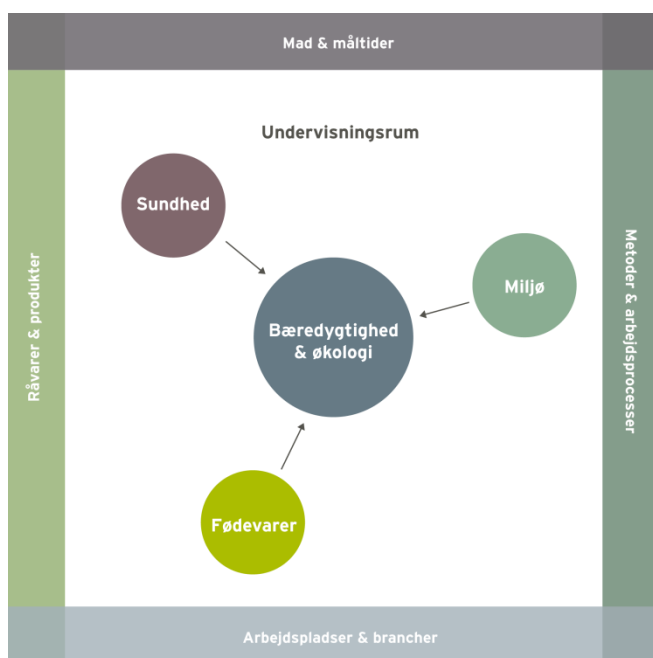 Mad & måltider
Undervisningsrum
Sundhed
Miljø
Bæredygtighed
& økologi
Fødevarer
Råvarer & produkter
Metoder & arbejdsprocesser
Arbejdspladser & brancher